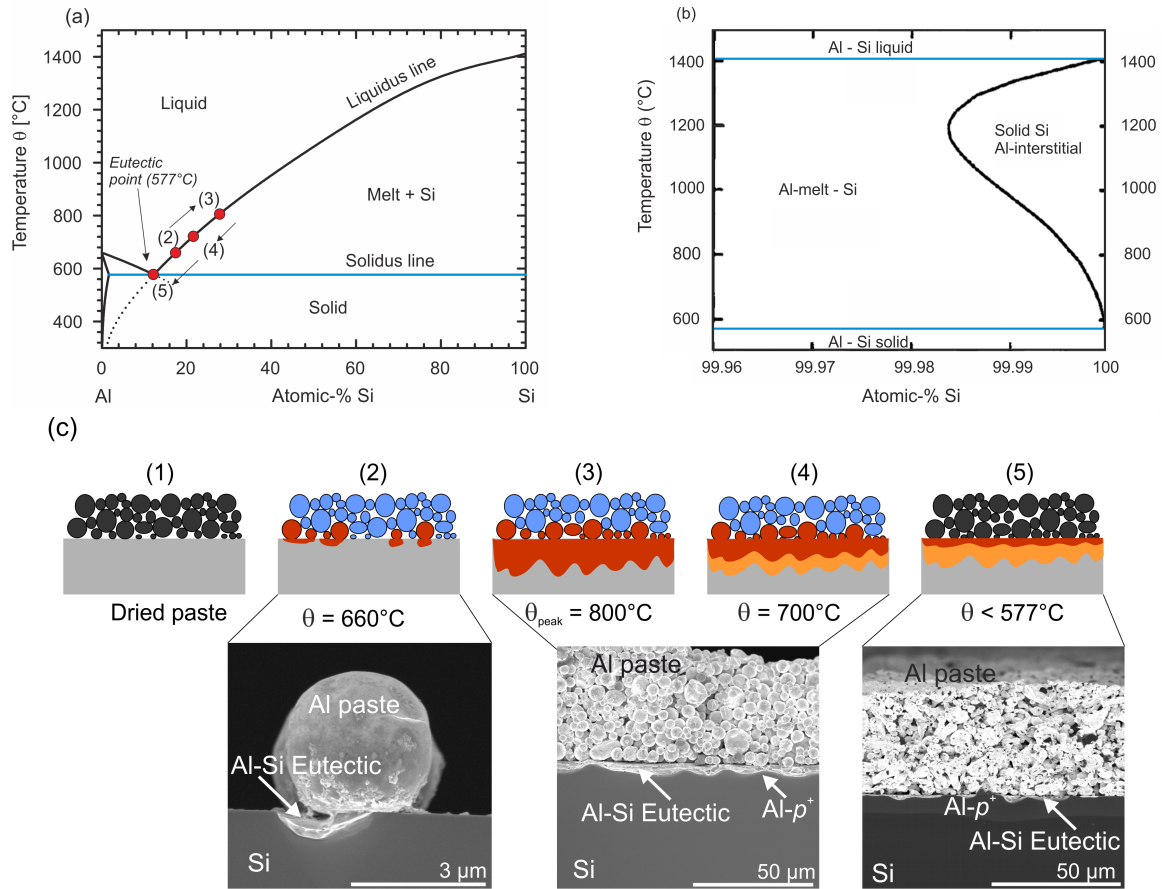 (a)
1400
1200
1000
800
600
400
Temperature θ [°C]
Liquid
Liquidus line
Eutectic
point (577°C)
(3)
(2)
(4)
(5)
Melt + Si
Solidus line
Solid
0
20
40
60
80
100
Al
Atomic-% Si
Si
(b)
1400
1200
1000
800
600
Temperature θ (°C)
Al - Si liquid
Solid Si
Al-interstitial
Al-melt - Si
Al - Si solid
1400
1200
1000
800
600
99.96
99.97
99.98
99.99
100
Atomic-% Si
(c)
(1)
(2)
(3)
(4)
(5)
Dried paste
θ = 660°C
θpeak = 800°C
θ = 700°C
θ < 577°C
Al paste
Al-Si Eutectic
Si
3 µm
Al paste
Al-Si Eutectic
Al-p+
50 µm
Al paste
Al-p+
Al-Si Eutectic
Si
50 µm